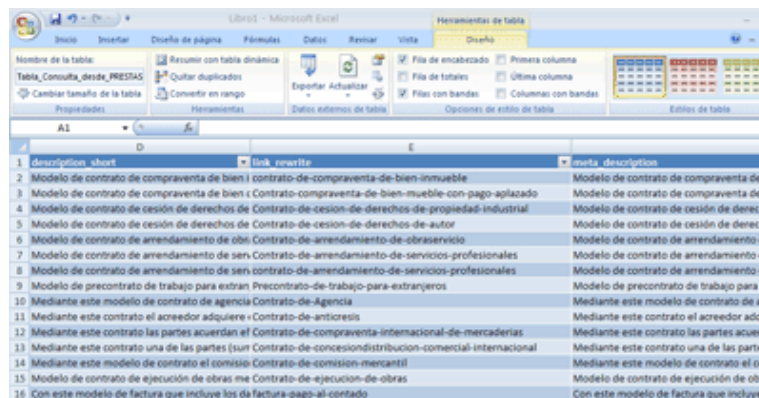 Libro1 - Microsoft Excel
Herramientas de tabla
Inicio Insertar Diseño de página Fórmulas Datos Revisar Vista Diseño
Nombre de la tabla:
Tabla_Consulta_desde_PRESTAS
Cambiar tamaño de la tabla
Propiedades
Resumir con tabla dinámica
Quitar duplicados
Convertir en rango
Herramientas
Exportar Actualizar
Datos externos de tabla
Fila de encabezado Primera columna
Fila de totales Última columna
Filas con bandas Columnas con bandas
Opciones de estilo de tabla
Estilos de tabla
A1 fx
D E
1 description_short link_rewrite meta_description
2 Modelo de contrato de compraventa de bien i contrato-de-compraventa-de-bien-inmueble Modelo de contrato de compraventa de
3 Modelo de contrato de compraventa de bien c Contrato-compraventa-de-bien-mueble-con-pago-aplazado Modelo de contrato de compraventa de
4 Modelo de contrato de cesión de derechos de Contrato-de-cesion-de-derechos-de-propiedad-industrial Modelo de contrato de cesión de derec
5 Modelo de contrato de cesión de derechos de Contrato-de-cesion-de-derechos-de-autor Modelo de contrato de cesión de derec
6 Modelo de contrato de arrendamiento de obr Contrato-de-arrendamiento-de-obraservicio Modelo de contrato de arrendamiento
7 Modelo de contrato de arrendamiento de serv Contrato-de-arrendamiento-de-servicios-profesionales Modelo de contrato de arrendamiento
8 Modelo de contrato de arrendamiento de ser contrato-de-arrendamiento-de-servicios-profesionales Modelo de contrato de arrendamiento
9 Modelo de precontrato de trabajo para extran Precontrato-de-trabajo-para-extranjeros Modelo de precontrato de trabajo para
10 Mediante este modelo de contrato de agencia Contrato-de-Agencia Mediante este modelo de contrato de a
11 Mediante este contrato el acreedor adquiere Contrato-de-anticresis Mediante este contrato el acreedor ad
12 Mediante este contrato las partes acuerdan ef Contrato-de-compraventa-internacional-de-mercaderias Mediante este contrato las partes acue
13 Mediante este contrato una de las partes (sum Contrato-de-concesiondistribucion-comercial-internacional Mediante este contrato una de las part
14 Mediante este modelo de contrato el comisio Contrato-de-comision-mercantil Mediante este modelo de contrato el c
15 Modelo de contrato de ejecución de obras me Contrato-de-ejecucion-de-obras Modelo de contrato de ejecución de ob
16 Con este modelo de factura que incluye los da factura-pago-al-contado Con este modelo de factura que incluye